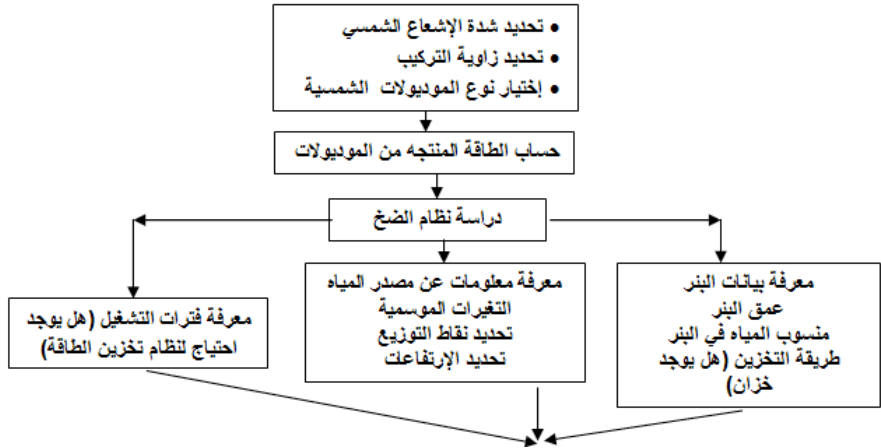 • تحديد شدة الإشعاع الشمسي
• تحديد زاوية التركيب
• إختيار نوع الموديولات الشمسية
حساب الطاقة المنتجه من الموديولات
دراسة نظام الضخ
معرفة بيانات البئر
عمق البئر
منسوب المياه في البئر
طريقة التخزين (هل يوجد
خزان)
معرفة معلومات عن مصدر المياه
التغيرات الموسمية
تحديد نقاط التوزيع
تحديد الإرتفاعات
معرفة فترات التشغيل (هل يوجد
احتياج لنظام تخزين الطاقة)